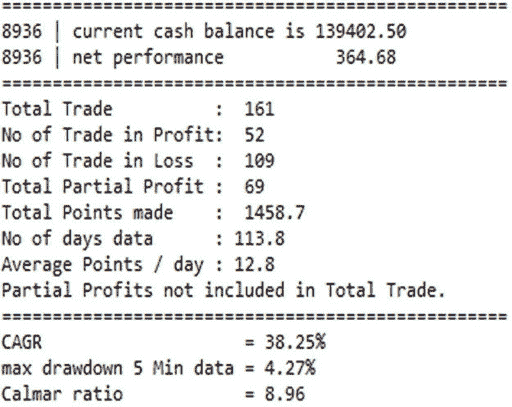 ==================================================
8936 | current cash balance is 139402.50
8936 | net performance 364.68
==================================================
Total Trade : 161
No of Trade in Profit: 52
No of Trade in Loss : 109
Total Partial Profit : 69
Total Points made : 1458.7
No of days data : 113.8
Average Points / day : 12.8
Partial Profits not included in Total Trade.
==================================================
CAGR = 38.25%
max drawdown 5 Min data = 4.27%
Calmar ratio = 8.96